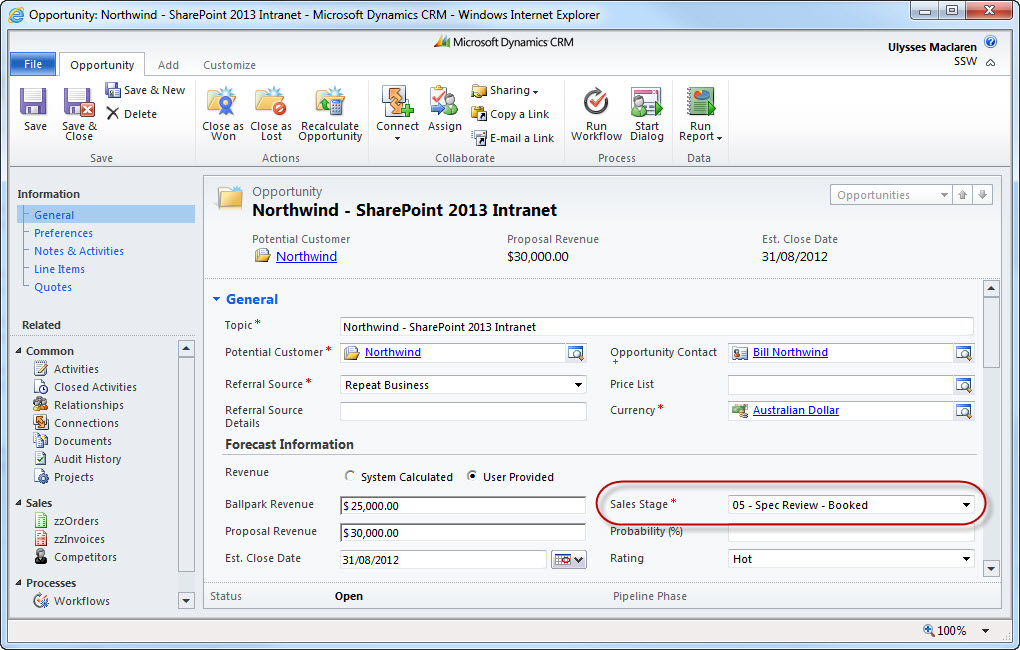 Opportunity: Northwind - SharePoint 2013 Intranet - Microsoft Dynamics CRM - Windows Internet Explorer
Microsoft Dynamics CRM
Ulysses Maclaren
SSW
File
Opportunity
Add
Customize
Save
Save & Close
Save & New
Delete
Save
Close as Won
Close as Lost
Recalculate Opportunity
Actions
Connect
Assign
Sharing
Copy a Link
E-mail a Link
Collaborate
Run Workflow
Start Dialog
Process
Run Report
Data
Information
General
Preferences
Notes & Activities
Line Items
Quotes
Related
Common
Activities
Closed Activities
Relationships
Connections
Documents
Audit History
Projects
Sales
zzOrders
zzInvoices
Competitors
Processes
Workflows
Opportunity
Northwind - SharePoint 2013 Intranet
Opportunities
Potential Customer
Northwind
Proposal Revenue
$30,000.00
Est. Close Date
31/08/2012
General
Topic* Northwind - SharePoint 2013 Intranet
Potential Customer* Northwind
Opportunity Contact + Bill Northwind
Referral Source* Repeat Business
Price List
Referral Source Details
Currency* Australian Dollar
Forecast Information
Revenue System Calculated User Provided
Ballpark Revenue $ 25,000.00
Sales Stage* 05 - Spec Review - Booked
Proposal Revenue $ 30,000.00
Probability (%)
Est. Close Date 31/08/2012
Rating Hot
Status Open Pipeline Phase
100%